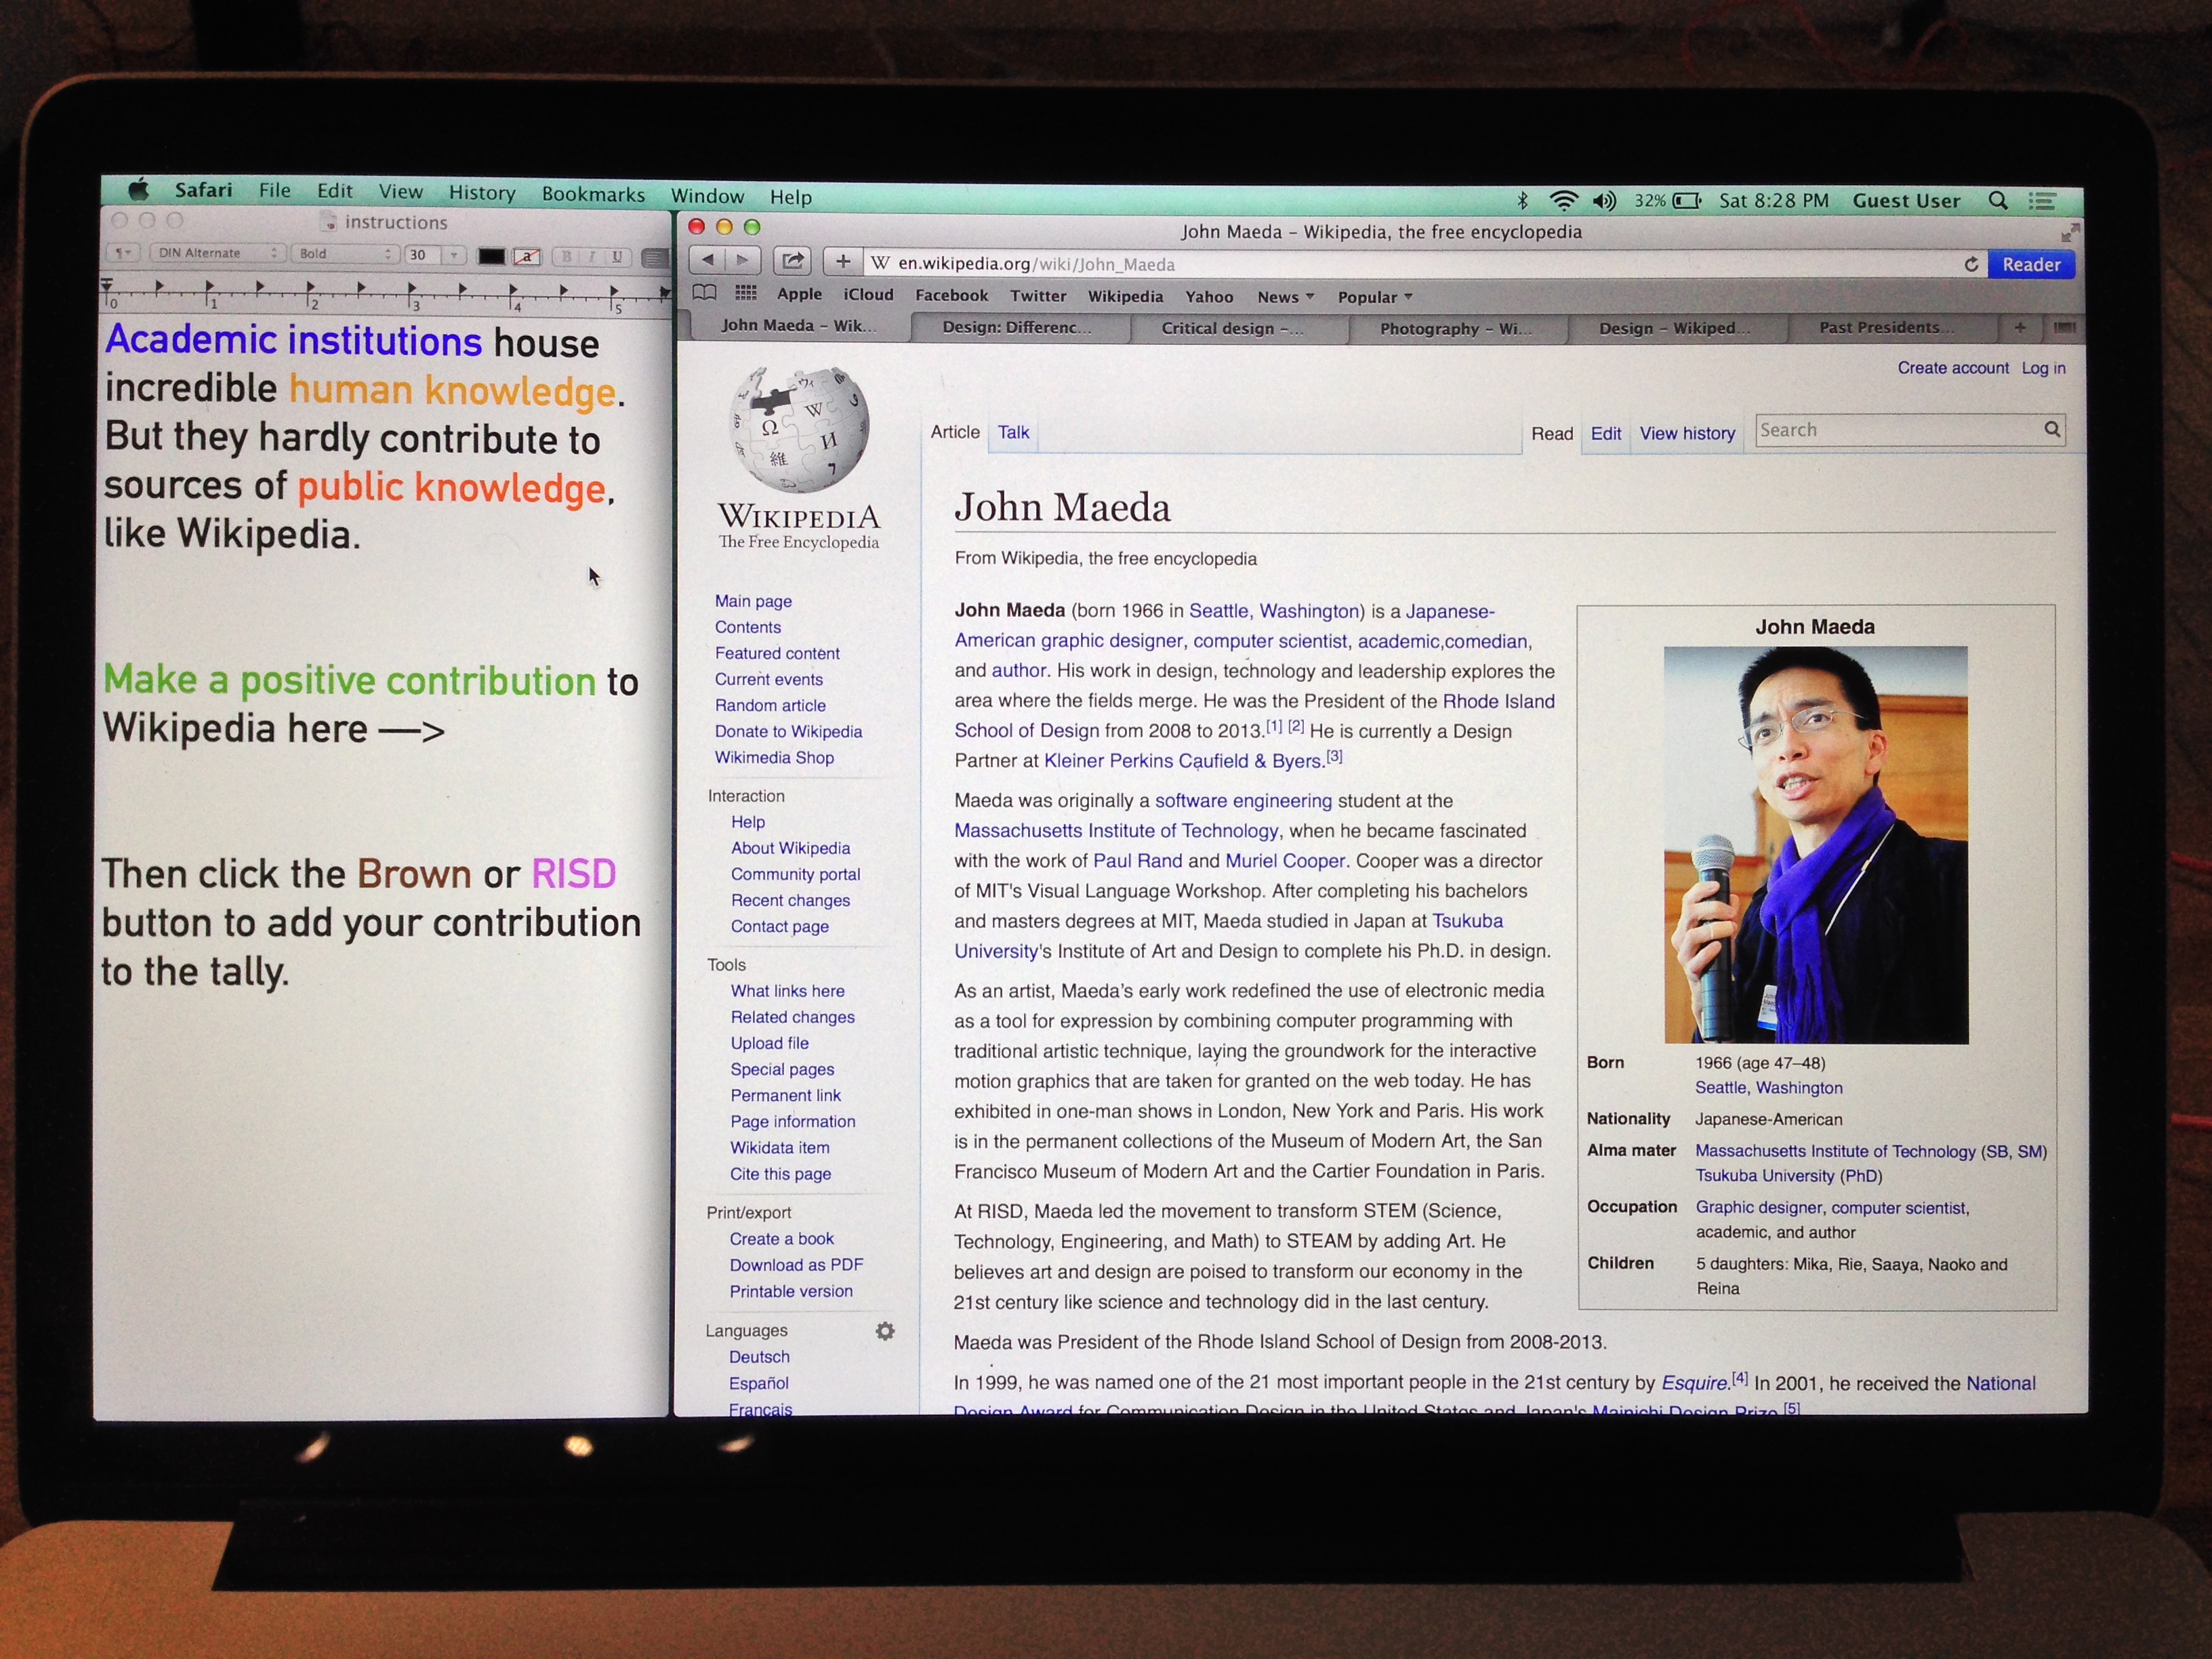 Safari File Edit View History Bookmarks Window Help
32% Sat 8:28 PM Guest User
instructions
DIN Alternate Bold 30 a B I U
0 1 2 3 4 5
Academic institutions house
incredible human knowledge.
But they hardly contribute to
sources of public knowledge,
like Wikipedia.
Make a positive contribution to
Wikipedia here —>
Then click the Brown or RISD
button to add your contribution
to the tally.
John Maeda – Wikipedia, the free encyclopedia
W en.wikipedia.org/wiki/John_Maeda Reader
Apple iCloud Facebook Twitter Wikipedia Yahoo News Popular
John Maeda – Wik... Design: Differenc... Critical design –... Photography – Wi... Design – Wikiped... Past Presidents... +
Create account Log in
Article Talk Read Edit View history Search
WIKIPEDIA
The Free Encyclopedia
Main page
Contents
Featured content
Current events
Random article
Donate to Wikipedia
Wikimedia Shop
Interaction
Help
About Wikipedia
Community portal
Recent changes
Contact page
Tools
What links here
Related changes
Upload file
Special pages
Permanent link
Page information
Wikidata item
Cite this page
Print/export
Create a book
Download as PDF
Printable version
Languages
Deutsch
Español
Français
John Maeda
From Wikipedia, the free encyclopedia
John Maeda (born 1966 in Seattle, Washington) is a Japanese-
American graphic designer, computer scientist, academic,comedian,
and author. His work in design, technology and leadership explores the
area where the fields merge. He was the President of the Rhode Island
School of Design from 2008 to 2013.[1] [2] He is currently a Design
Partner at Kleiner Perkins Caufield & Byers.[3]
Maeda was originally a software engineering student at the
Massachusetts Institute of Technology, when he became fascinated
with the work of Paul Rand and Muriel Cooper. Cooper was a director
of MIT's Visual Language Workshop. After completing his bachelors
and masters degrees at MIT, Maeda studied in Japan at Tsukuba
University's Institute of Art and Design to complete his Ph.D. in design.
As an artist, Maeda's early work redefined the use of electronic media
as a tool for expression by combining computer programming with
traditional artistic technique, laying the groundwork for the interactive
motion graphics that are taken for granted on the web today. He has
exhibited in one-man shows in London, New York and Paris. His work
is in the permanent collections of the Museum of Modern Art, the San
Francisco Museum of Modern Art and the Cartier Foundation in Paris.
At RISD, Maeda led the movement to transform STEM (Science,
Technology, Engineering, and Math) to STEAM by adding Art. He
believes art and design are poised to transform our economy in the
21st century like science and technology did in the last century.
Maeda was President of the Rhode Island School of Design from 2008-2013.
In 1999, he was named one of the 21 most important people in the 21st century by Esquire.[4] In 2001, he received the National
Design Award for Communication Design in the United States and Japan's Mainichi Design Prize.[5]
John Maeda
Born 1966 (age 47–48)
Seattle, Washington
Nationality Japanese-American
Alma mater Massachusetts Institute of Technology (SB, SM)
Tsukuba University (PhD)
Occupation Graphic designer, computer scientist,
academic, and author
Children 5 daughters: Mika, Rie, Saaya, Naoko and
Reina